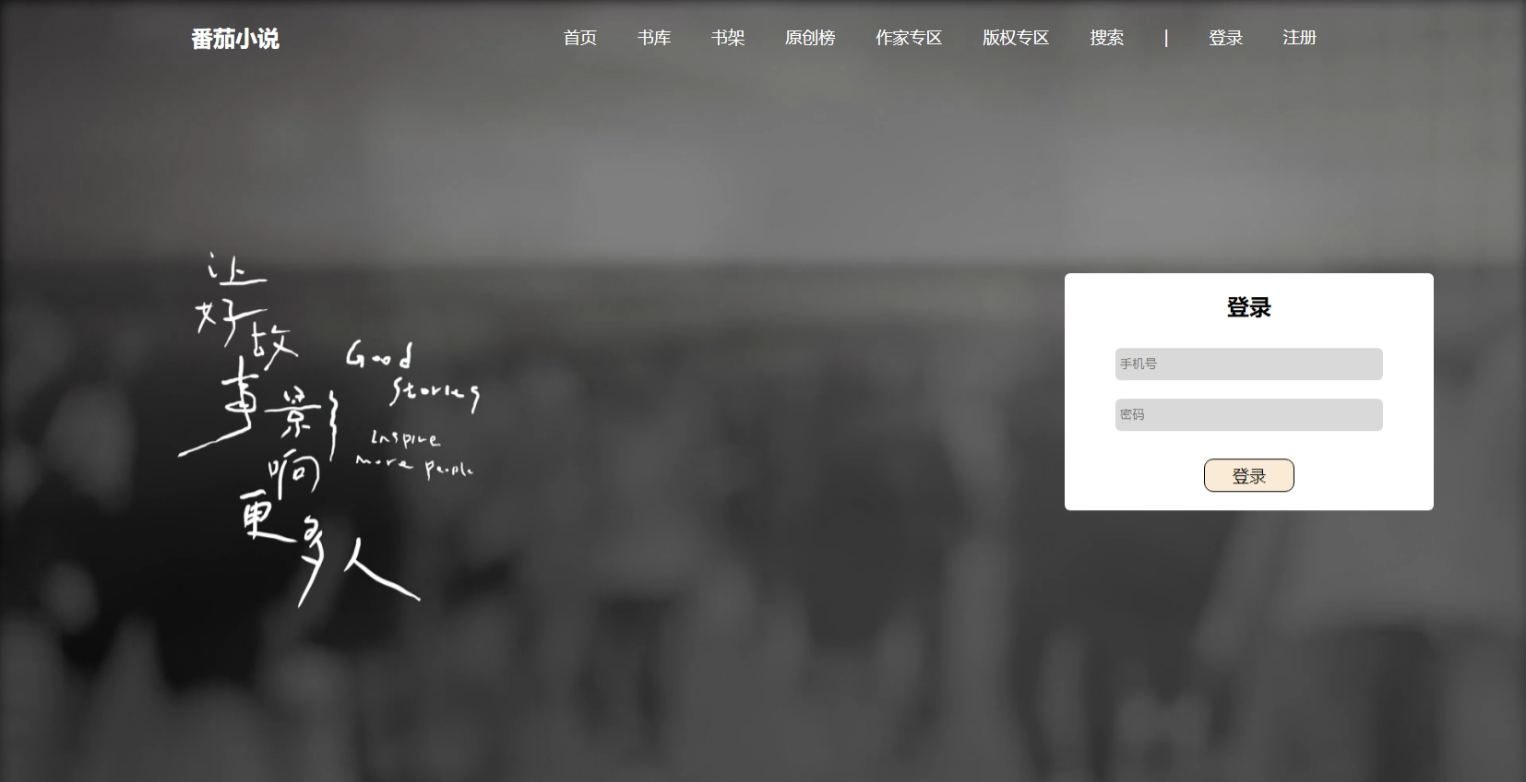 番茄小说
首页 书库 书架 原创榜 作家专区 版权专区 搜索 | 登录 注册
让
好
故
事
影
响
更
多
人
Good
Stories
Inspire
more people
登录
手机号
密码
登录